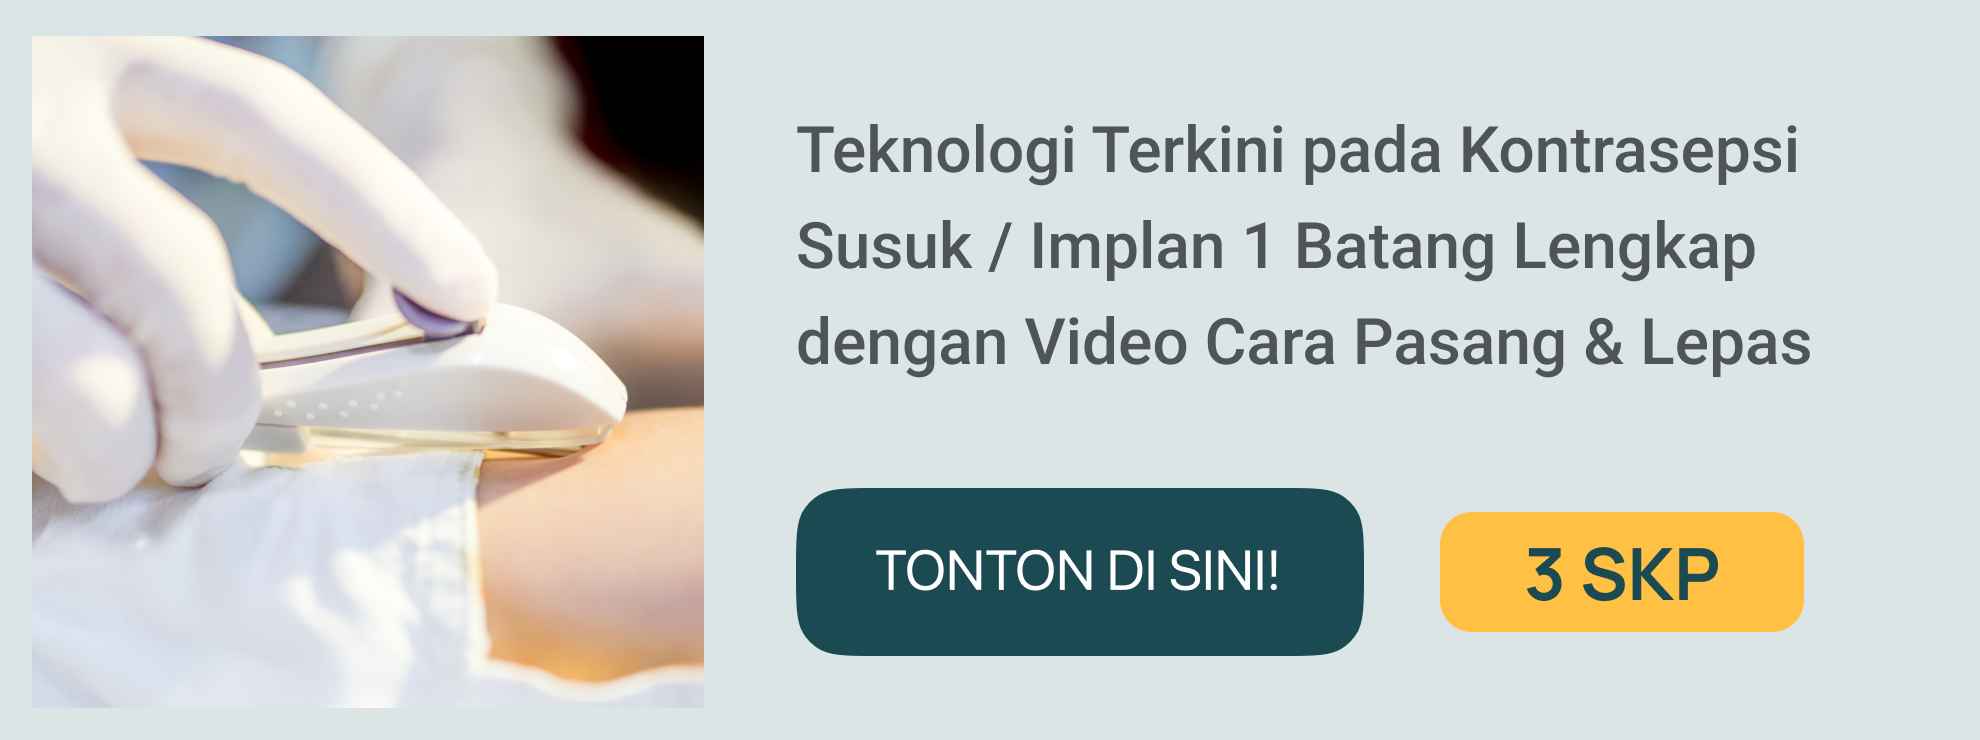 Teknologi Terkini pada Kontrasepsi
Susuk / Implan 1 Batang Lengkap
dengan Video Cara Pasang & Lepas
TONTON DI SINI!
3 SKP